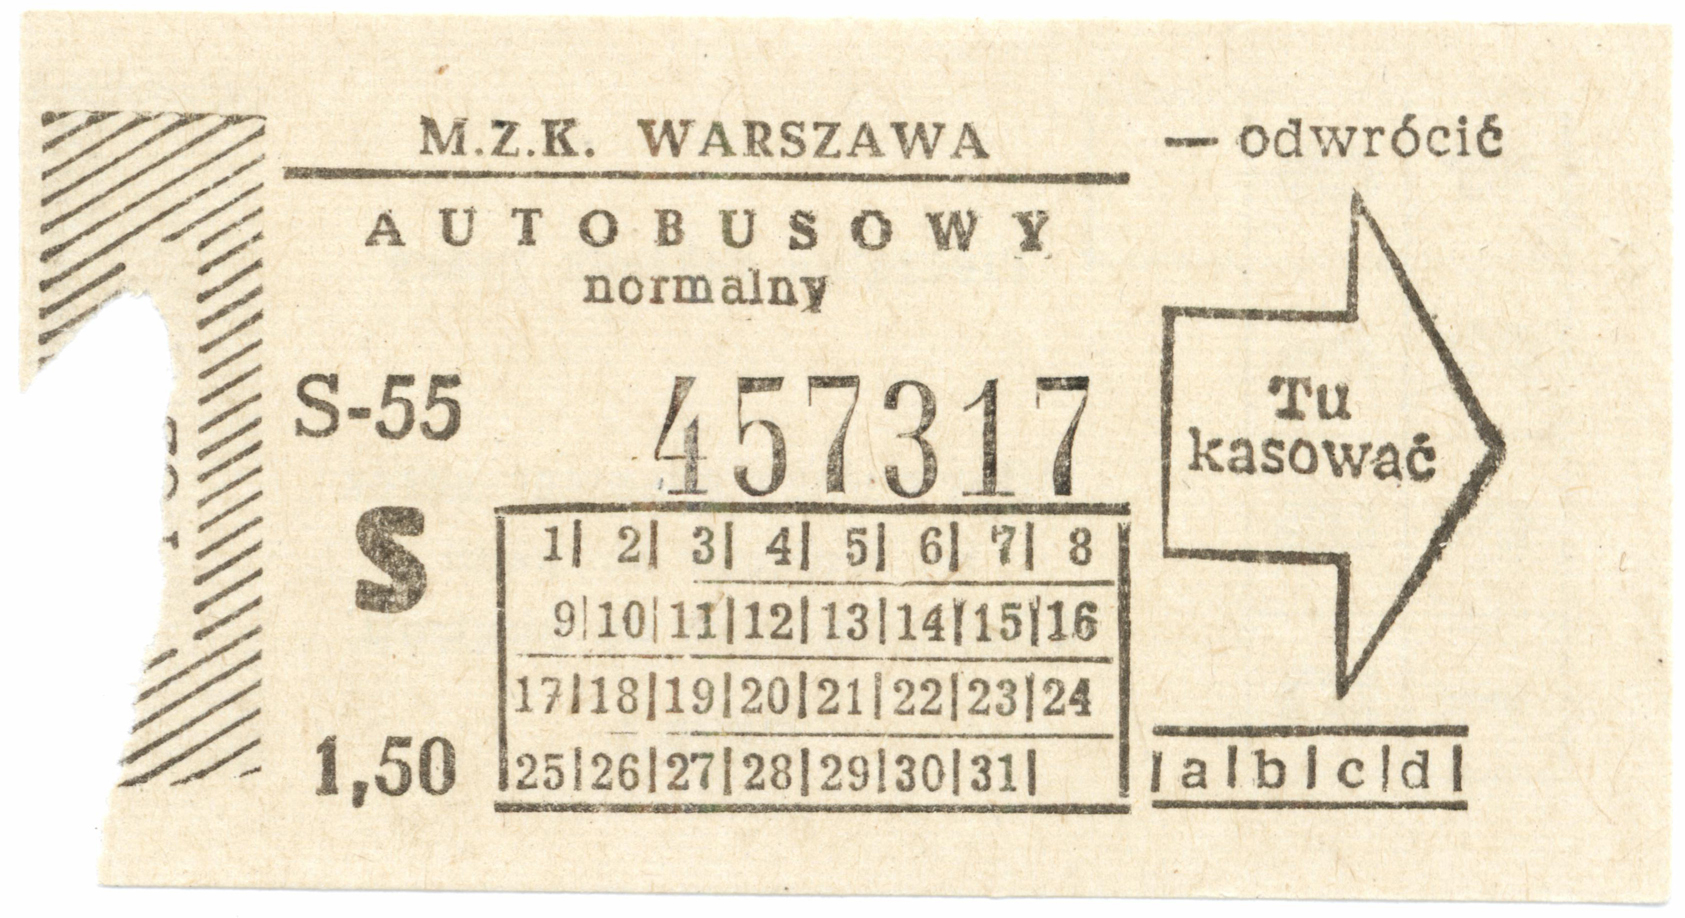 M.Z.K. WARSZAWA
AUTOBUSOWY
normalny
S-55 457317
S
1,50
1| 2| 3| 4| 5| 6| 7| 8
9|10|11|12|13|14|15|16
17|18|19|20|21|22|23|24
25|26|27|28|29|30|31|
— odwrócić
Tu
kasować
|a|b|c|d|